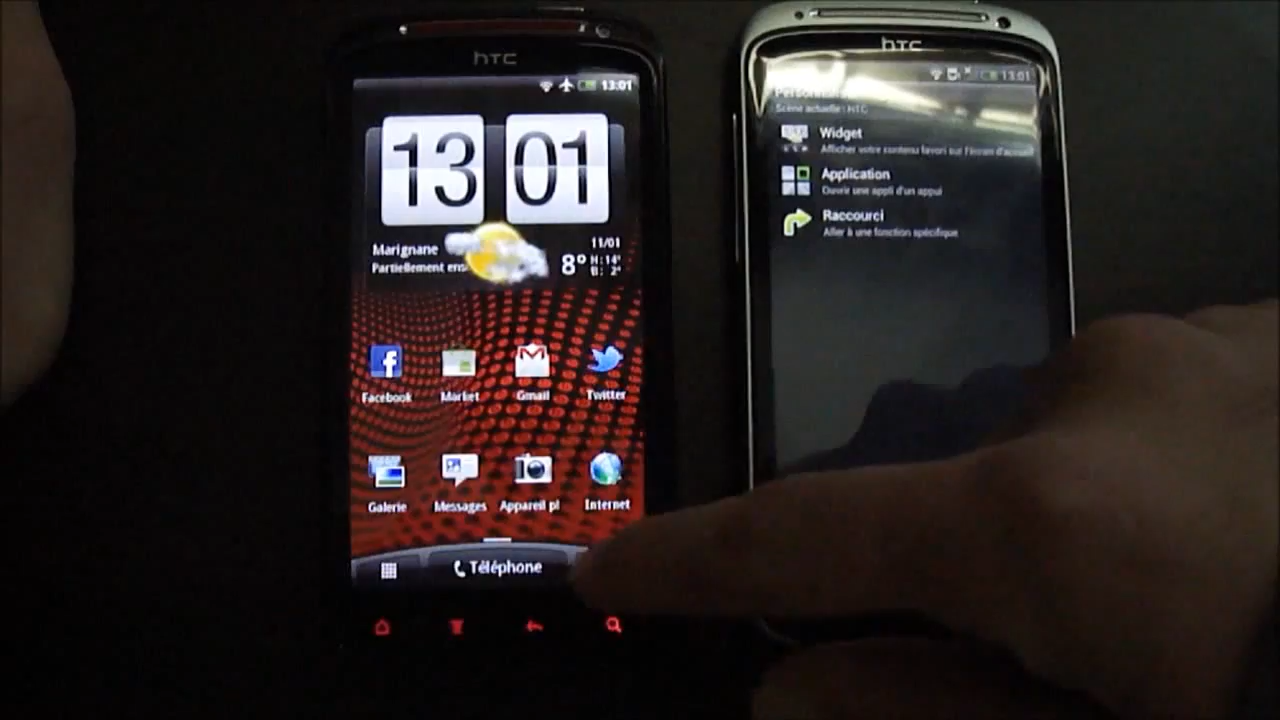 hTC
13:01
13 01
Marignane
Partiellement ens
11/01
8° H: 14°
B: 2°
Facebook Market Gmail Twitter
Galerie Messages Appareil ph Internet
Téléphone
hTC
13:01
Scène actuelle : HTC
Widget
Afficher votre contenu favori sur l'écran d'accueil
Application
Ouvrir une appli d'un appui
Raccourci
Aller à une fonction spécifique